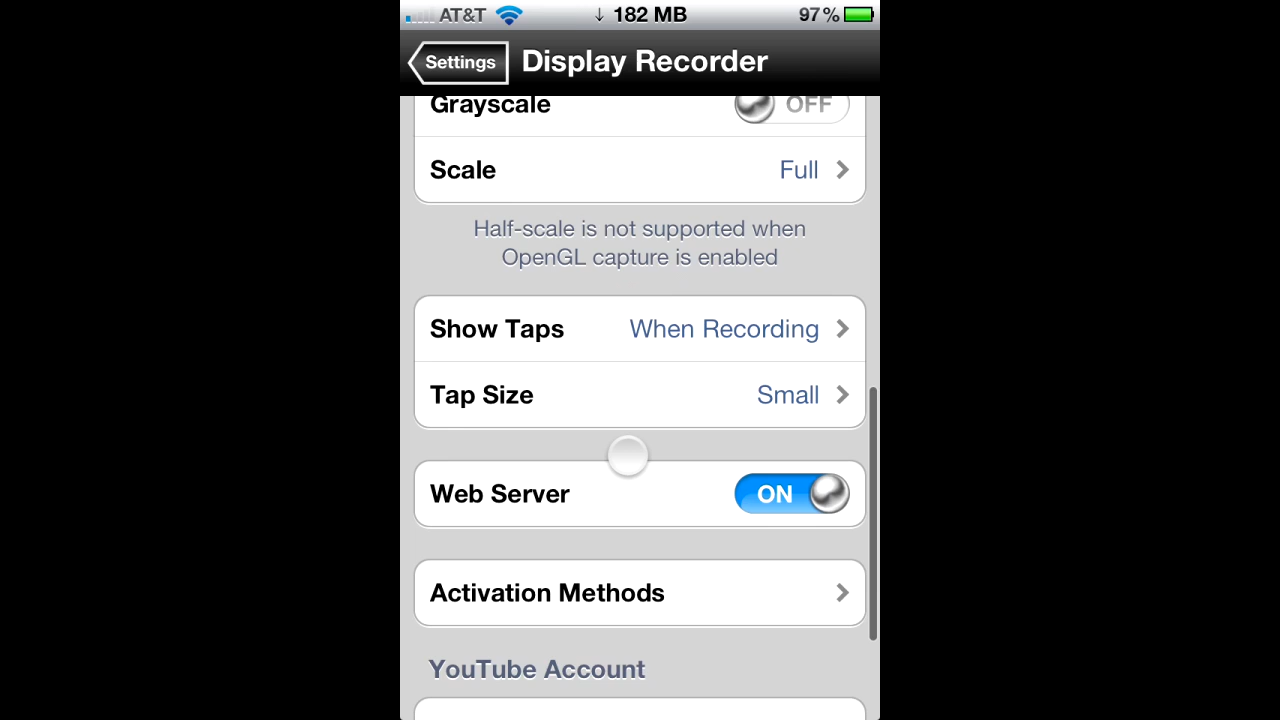 AT&T ↓ 182 MB 97%
Settings Display Recorder
Grayscale OFF
Scale Full
Half-scale is not supported when
OpenGL capture is enabled
Show Taps When Recording
Tap Size Small
Web Server ON
Activation Methods
YouTube Account